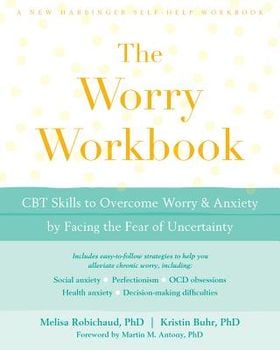 A NEW HARBINGER SELF-HELP WORKBOOK
The
Worry
Workbook
CBT Skills to Overcome Worry & Anxiety
by Facing the Fear of Uncertainty
Includes easy-to-follow strategies to help you
alleviate chronic worry, including:
Social anxiety • Perfectionism • OCD obsessions
Health anxiety • Decision-making difficulties
Melisa Robichaud, PhD | Kristin Buhr, PhD
Foreword by Martin M. Antony, PhD